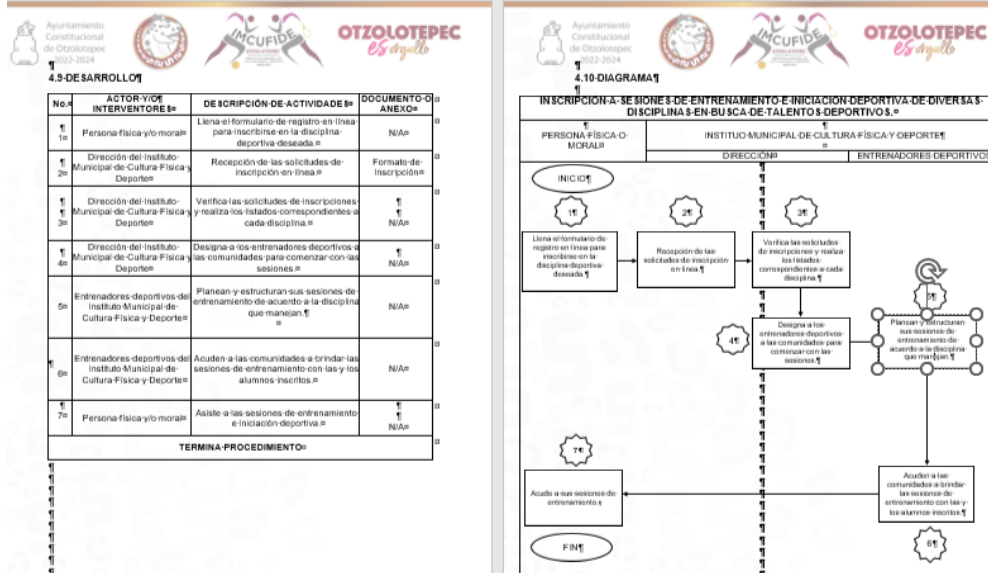 Ayuntamiento
Constitucional
de Otzolotepec
2022-2024
IMCUFIDE
OTZOLOTEPEC
es orgullo
4.9 DESARROLLO
No.
ACTOR Y/O
INTERVENTORES
DESCRIPCIÓN DE ACTIVIDADES
DOCUMENTO O
ANEXO
1
Persona física y/o moral
Llena el formulario de registro en línea
para inscribirse en la disciplina
deportiva deseada.
N/A
2
Dirección del Instituto
Municipal de Cultura Física y
Deporte
Recepción de las solicitudes de
inscripción en línea.
Formato de
Inscripción
3
Dirección del Instituto
Municipal de Cultura Física y
Deporte
Verifica las solicitudes de inscripciones
y realiza los listados correspondientes a
cada disciplina.
N/A
4
Dirección del Instituto
Municipal de Cultura Física y
Deporte
Designa a los entrenadores deportivos a
las comunidades para comenzar con las
sesiones.
N/A
5
Entrenadores deportivos del
Instituto Municipal de
Cultura Física y Deporte
Planean y estructuran sus sesiones de
entrenamiento de acuerdo a la disciplina
que manejan.
N/A
6
Entrenadores deportivos del
Instituto Municipal de
Cultura Física y Deporte
Acuden a las comunidades a brindar las
sesiones de entrenamiento con las y los
alumnos inscritos.
N/A
7
Persona física y/o moral
Asiste a las sesiones de entrenamiento
e iniciación deportiva.
N/A
TERMINA PROCEDIMIENTO
Ayuntamiento
Constitucional
de Otzolotepec
2022-2024
IMCUFIDE
OTZOLOTEPEC
es orgullo
4.10 DIAGRAMA
INSCRIPCIÓN A SESIONES DE ENTRENAMIENTO E INICIACIÓN DEPORTIVA DE DIVERSAS
DISCIPLINAS EN BUSCA DE TALENTOS DEPORTIVOS.
PERSONA FÍSICA O
MORAL
INSTITUO MUNICIPAL DE CULTURA FÍSICA Y DEPORTE
DIRECCIÓN
ENTRENADORES DEPORTIVOS
INICIO
1
2
3
Llena el formulario de
registro en línea para
inscribirse en la
disciplina deportiva
deseada.
Recepción de las
solicitudes de inscripción
en línea.
Verifica las solicitudes
de inscripciones y realiza
los listados
correspondientes a cada
disciplina.
5
4
Designa a los
entrenadores deportivos
a las comunidades para
comenzar con las
sesiones.
Planean y estructuran
sus sesiones de
entrenamiento de
acuerdo a la disciplina
que manejan.
7
Acude a sus sesiones de
entrenamiento.
Acuden a las
comunidades a brindar
las sesiones de
entrenamiento con las y
los alumnos inscritos.
FIN
6